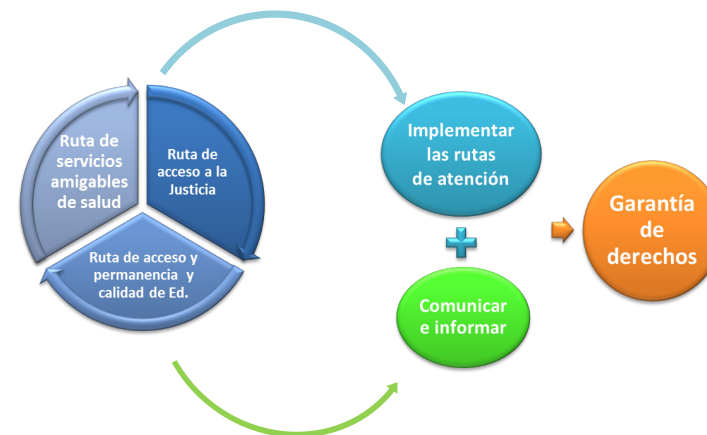 Ruta de
servicios
amigables
de salud
Ruta de
acceso a la
Justicia
Ruta de acceso y
permanencia y
calidad de Ed.
Implementar
las rutas
de atención
Comunicar
e informar
Garantía
de
derechos